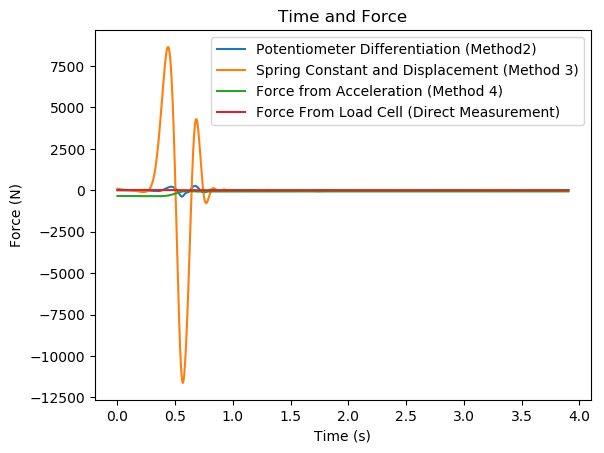 Time and Force
Potentiometer Differentiation (Method2)
Spring Constant and Displacement (Method 3)
Force from Acceleration (Method 4)
Force From Load Cell (Direct Measurement)
7500
5000
2500
0
−2500
−5000
−7500
−10000
−12500
Force (N)
0.0 0.5 1.0 1.5 2.0 2.5 3.0 3.5 4.0
Time (s)